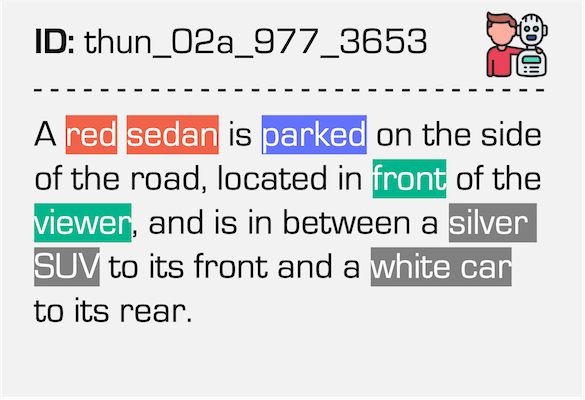 ID: thun_02a_977_3653
A red sedan is parked on the side
of the road, located in front of the
viewer, and is in between a silver
SUV to its front and a white car
to its rear.